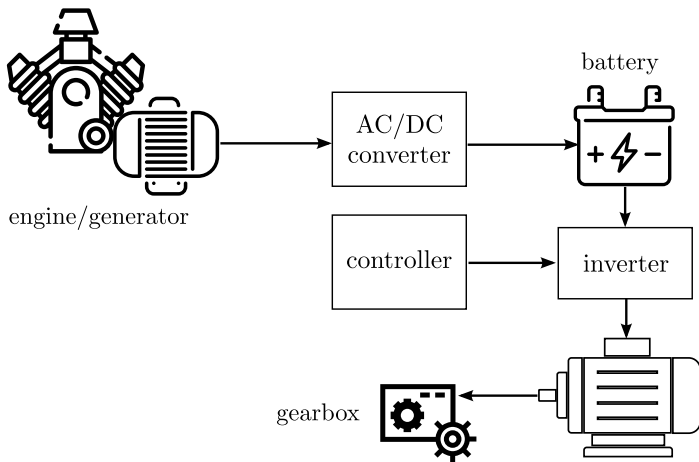 battery
AC/DC
converter
engine/generator
controller
inverter
gearbox